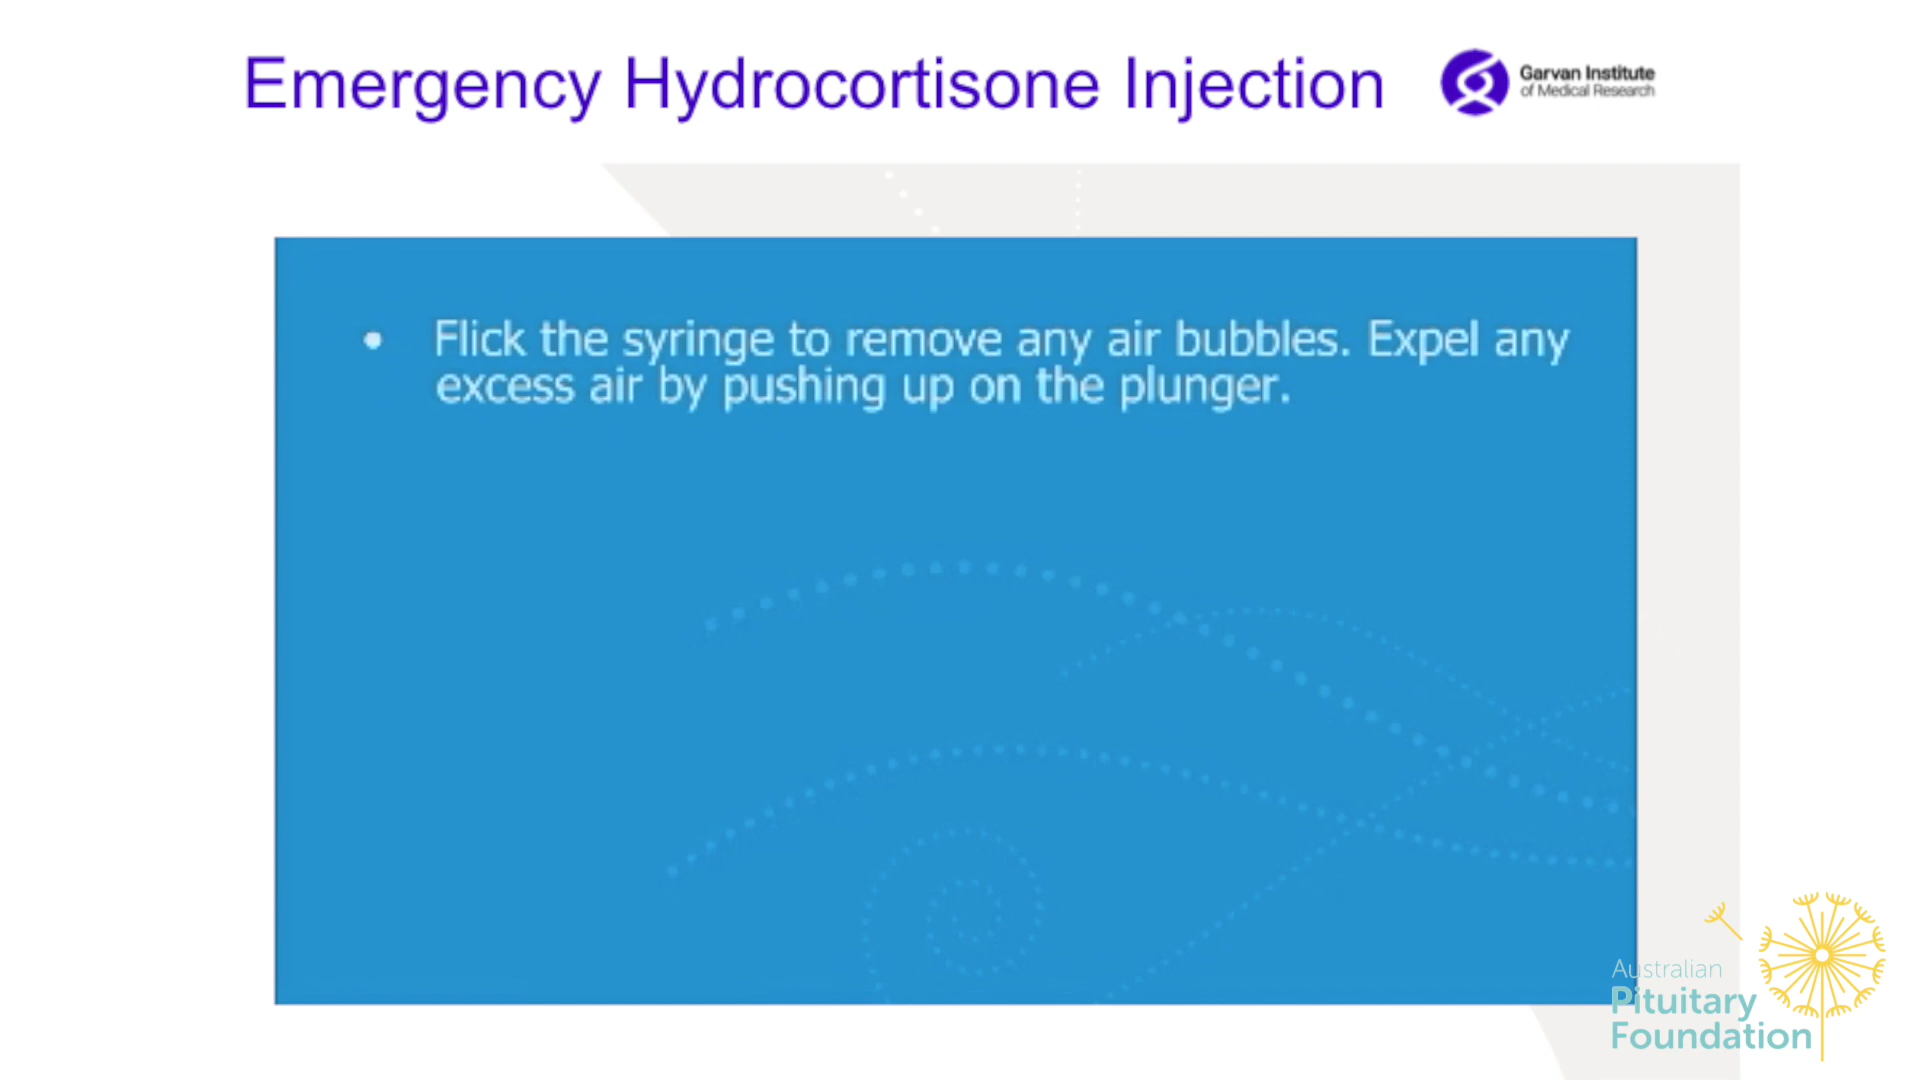 Emergency Hydrocortisone Injection
Garvan Institute
of Medical Research
• Flick the syringe to remove any air bubbles. Expel any
excess air by pushing up on the plunger.
Australian
Pituitary
Foundation